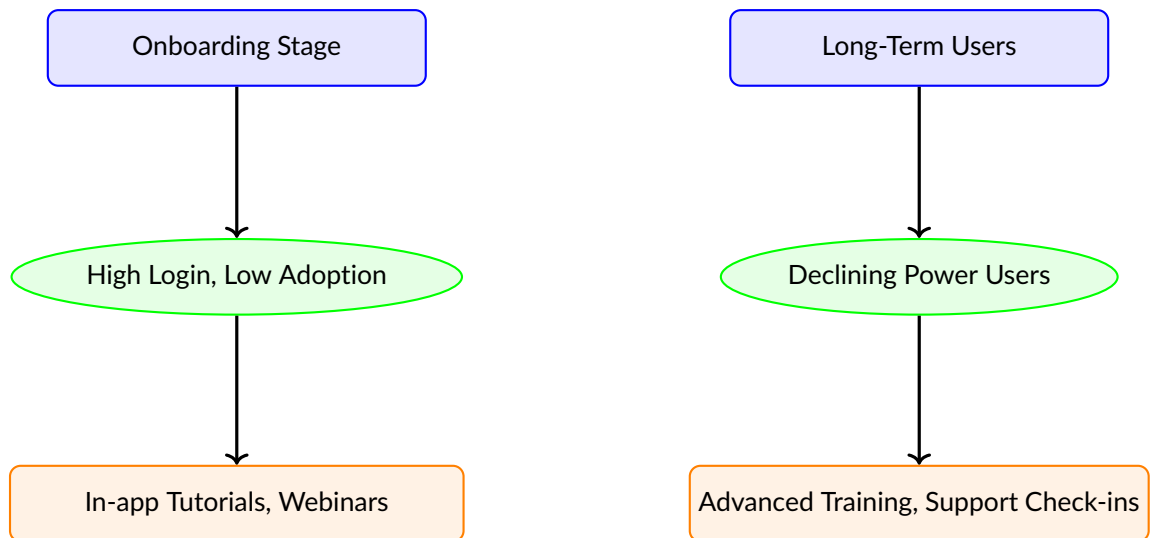 Onboarding Stage
Long-Term Users
High Login, Low Adoption
Declining Power Users
In-app Tutorials, Webinars
Advanced Training, Support Check-ins